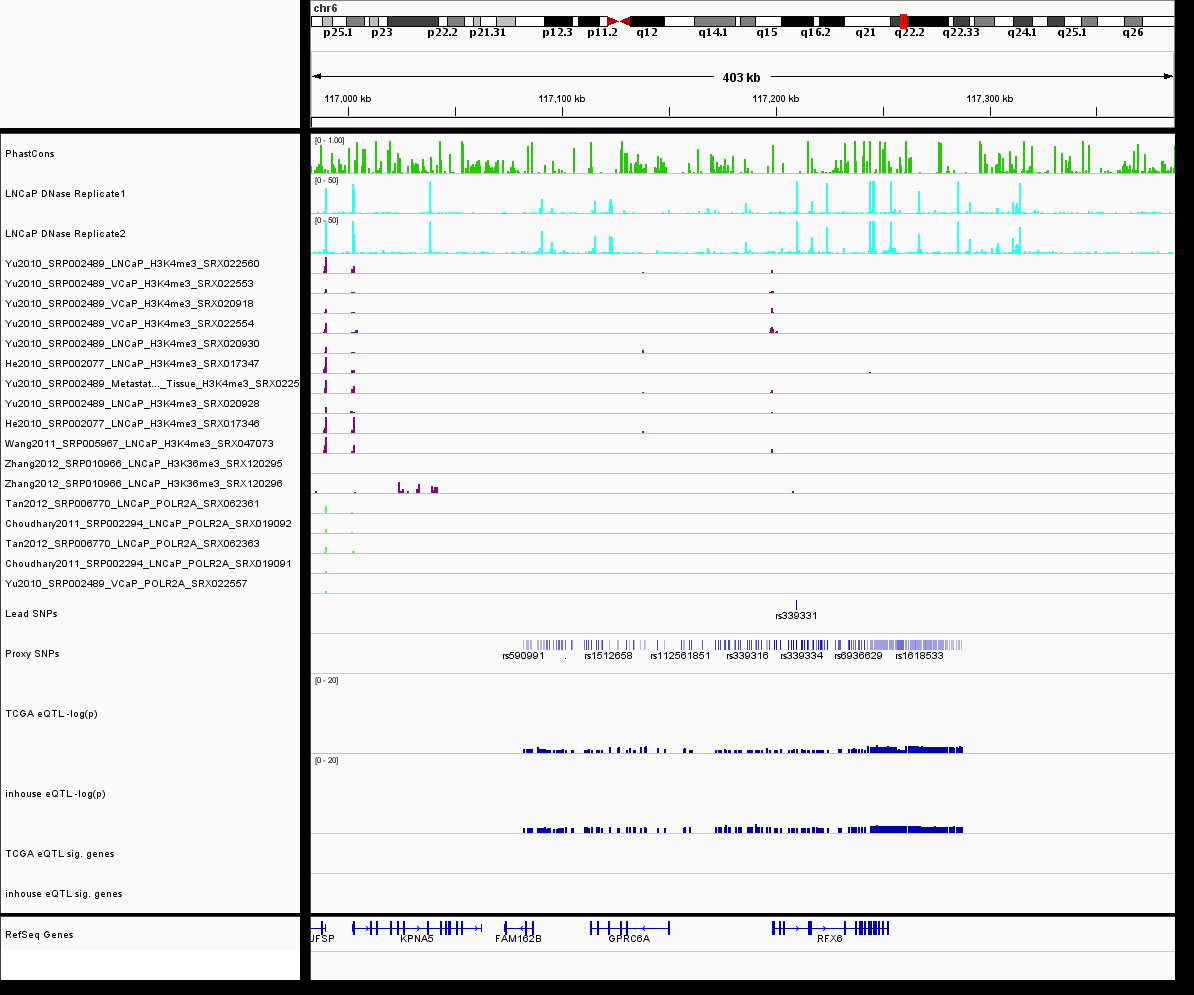 chr6
p25.1 p23 p22.2 p21.31 p12.3 p11.2 q12 q14.1 q15 q16.2 q21 q22.2 q22.33 q24.1 q25.1 q26
403 kb
117,000 kb 117,100 kb 117,200 kb 117,300 kb
[0 - 1.00]
PhastCons
[0 - 50]
LNCaP DNase Replicate1
[0 - 50]
LNCaP DNase Replicate2
Yu2010_SRP002489_LNCaP_H3K4me3_SRX022560
Yu2010_SRP002489_VCaP_H3K4me3_SRX022553
Yu2010_SRP002489_VCaP_H3K4me3_SRX020918
Yu2010_SRP002489_VCaP_H3K4me3_SRX022554
Yu2010_SRP002489_LNCaP_H3K4me3_SRX020930
He2010_SRP002077_LNCaP_H3K4me3_SRX017347
Yu2010_SRP002489_Metastat..._Tissue_H3K4me3_SRX0225
Yu2010_SRP002489_LNCaP_H3K4me3_SRX020928
He2010_SRP002077_LNCaP_H3K4me3_SRX017346
Wang2011_SRP005967_LNCaP_H3K4me3_SRX047073
Zhang2012_SRP010966_LNCaP_H3K36me3_SRX120295
Zhang2012_SRP010966_LNCaP_H3K36me3_SRX120296
Tan2012_SRP006770_LNCaP_POLR2A_SRX062361
Choudhary2011_SRP002294_LNCaP_POLR2A_SRX019092
Tan2012_SRP006770_LNCaP_POLR2A_SRX062363
Choudhary2011_SRP002294_LNCaP_POLR2A_SRX019091
Yu2010_SRP002489_VCaP_POLR2A_SRX022557
Lead SNPs rs339331
Proxy SNPs rs590991 . rs1512658 rs112561851 rs339316 rs339334 rs6936629 rs1618533
[0 - 20]
TCGA eQTL -log(p)
[0 - 20]
inhouse eQTL -log(p)
TCGA eQTL sig. genes
inhouse eQTL sig. genes
RefSeq Genes
JFSP KPNA5 FAM162B GPRC6A RFX6